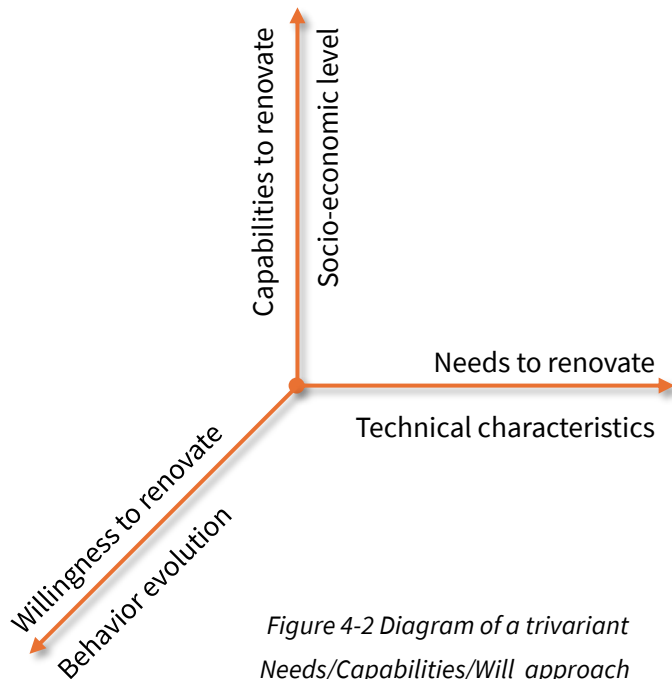 Capabilities to renovate
Socio-economic level
Needs to renovate
Technical characteristics
Willingness to renovate
Behavior evolution
Figure 4-2 Diagram of a trivariant
Needs/Capabilities/Will approach